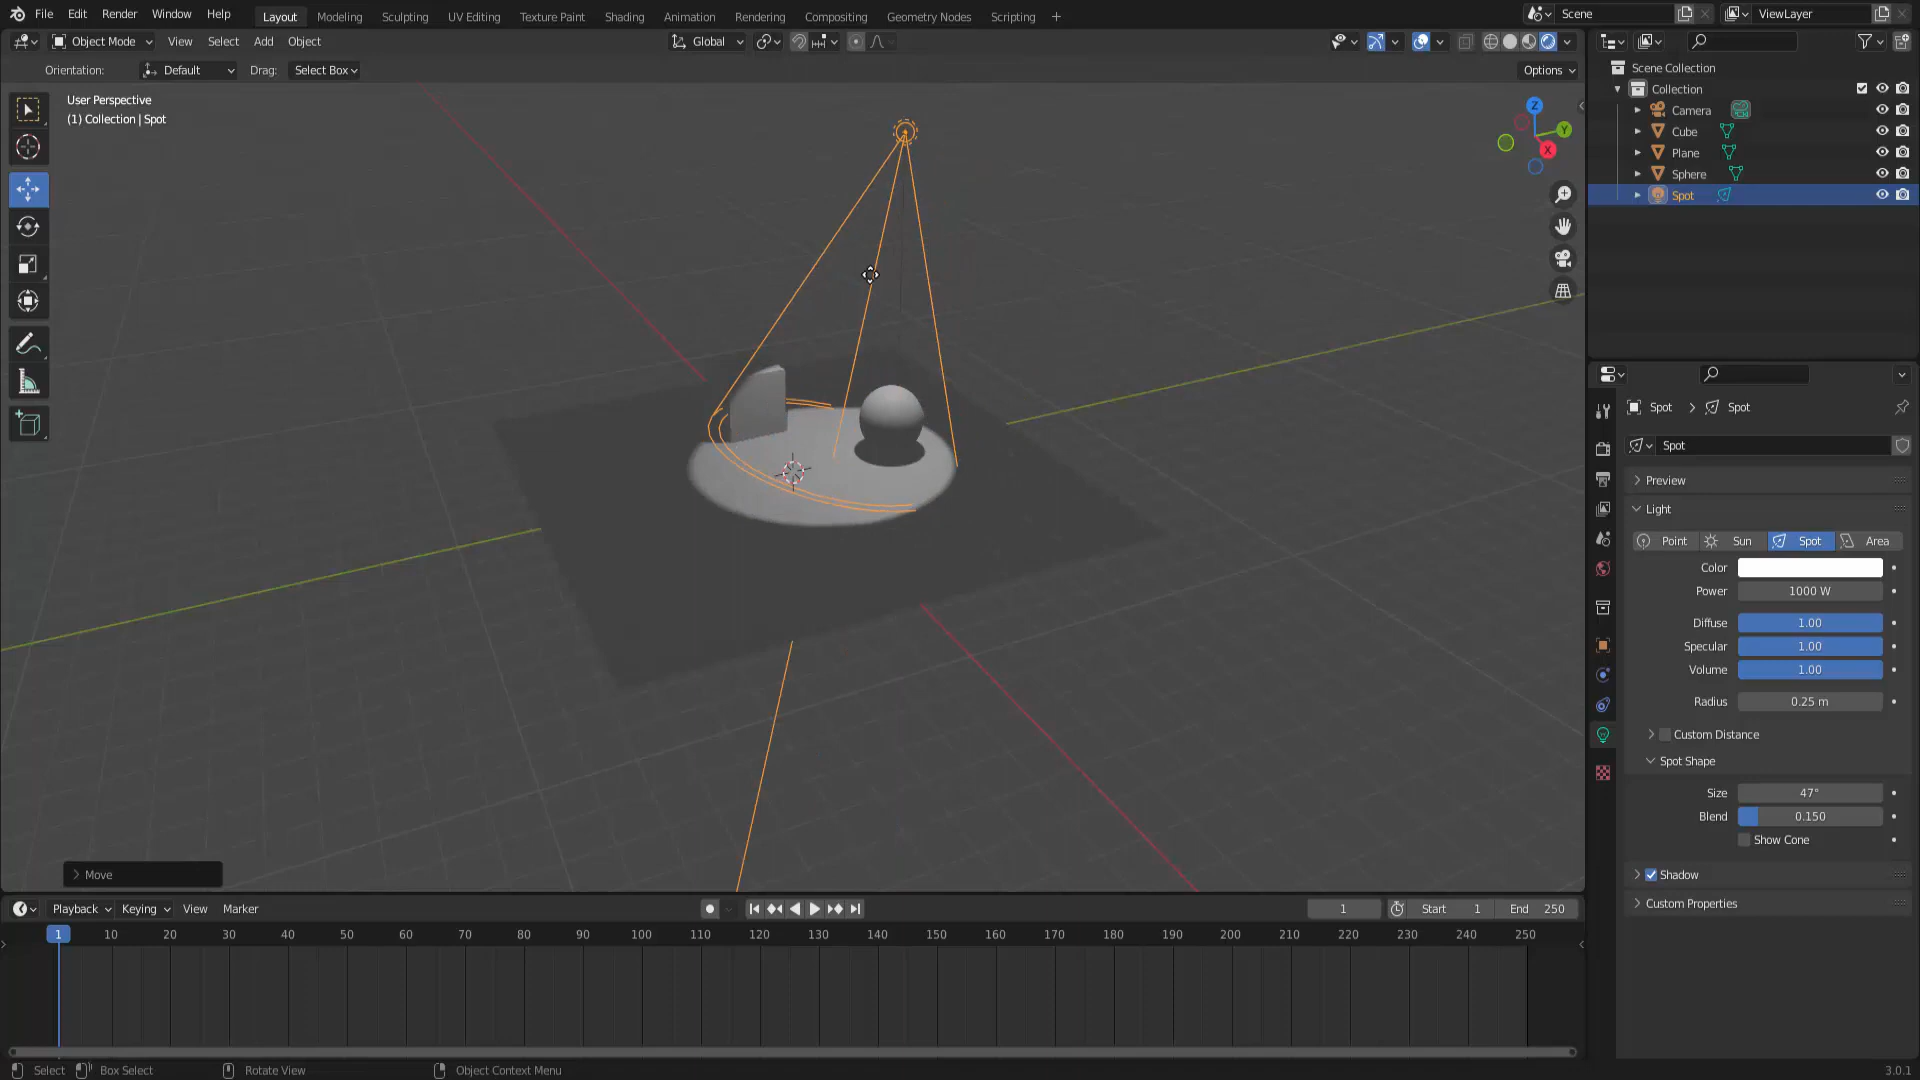 File Edit Render Window Help Layout Modeling Sculpting UV Editing Texture Paint Shading Animation Rendering Compositing Geometry Nodes Scripting + Scene ViewLayer
Object Mode View Select Add Object Global
Orientation: Default Drag: Select Box Options
User Perspective
(1) Collection | Spot
Z
Y
X
Scene Collection
Collection
Camera
Cube
Plane
Sphere
Spot
Spot > Spot
Spot
Preview
Light
Point Sun Spot Area
Color
Power 1000 W
Diffuse 1.00
Specular 1.00
Volume 1.00
Radius 0.25 m
Custom Distance
Spot Shape
Size 47°
Blend 0.150
Show Cone
Shadow
Custom Properties
Move
Playback Keying View Marker 1 Start 1 End 250
1 10 20 30 40 50 60 70 80 90 100 110 120 130 140 150 160 170 180 190 200 210 220 230 240 250
Select Box Select Rotate View Object Context Menu 3.0.1